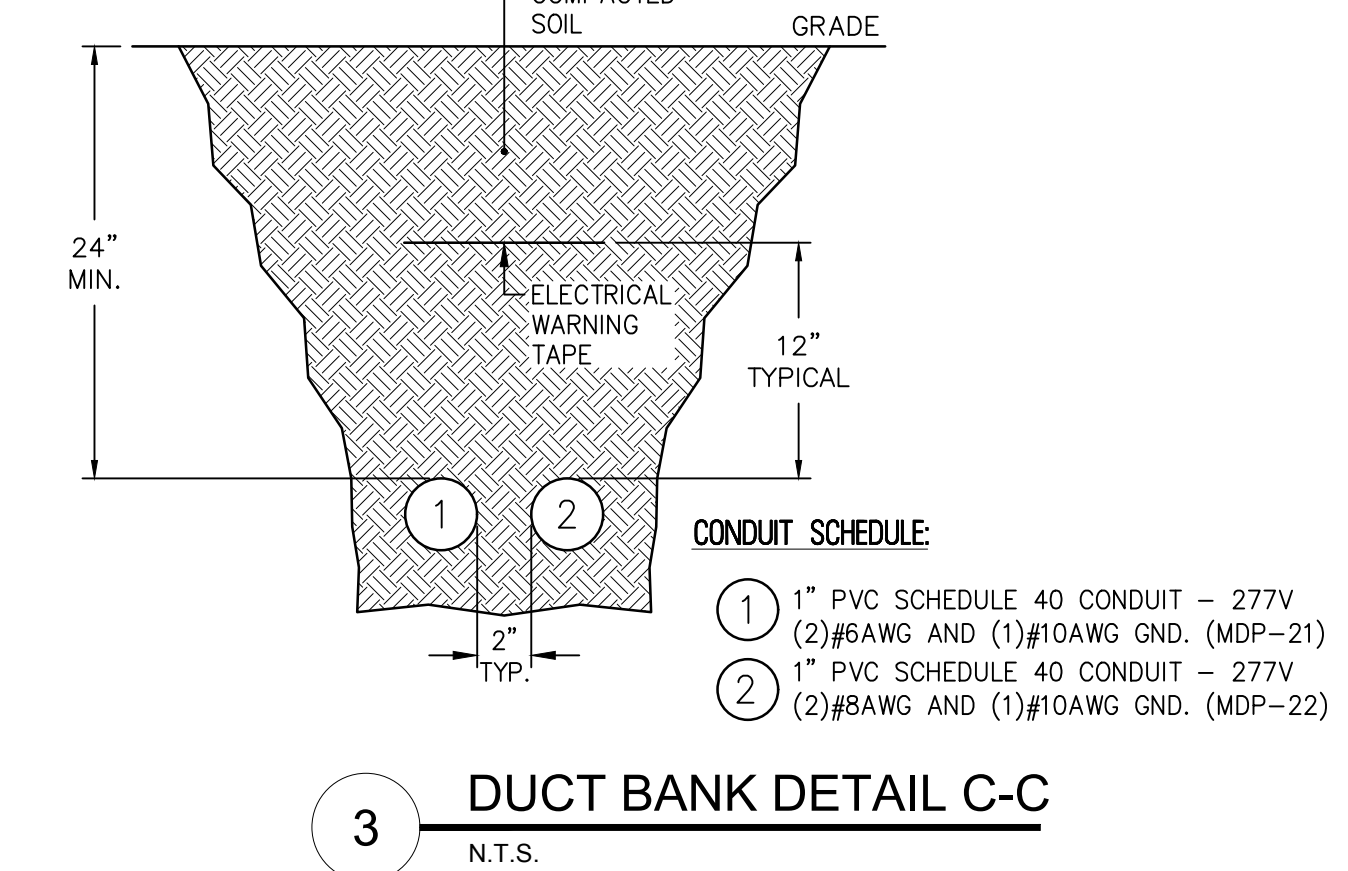 SOIL
GRADE
24”
MIN.
ELECTRICAL
WARNING
TAPE
12”
TYPICAL
1
2
2”
TYP.
CONDUIT SCHEDULE:
1
1” PVC SCHEDULE 40 CONDUIT – 277V
(2)#6AWG AND (1)#10AWG GND. (MDP–21)
2
1” PVC SCHEDULE 40 CONDUIT – 277V
(2)#8AWG AND (1)#10AWG GND. (MDP–22)
3
DUCT BANK DETAIL C-C
N.T.S.